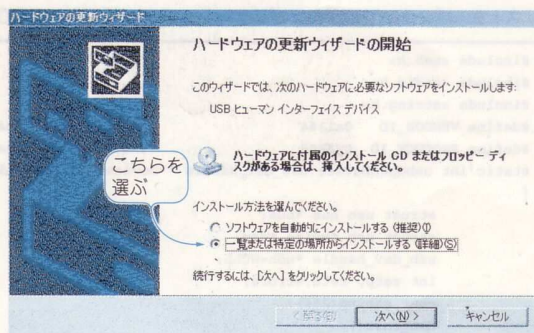 ハードウェアの更新ウィザード
ハードウェアの更新ウィザードの開始
このウィザードでは、次のハードウェアに必要なソフトウェアをインストールします:
USB ヒューマン インターフェイス デバイス
ハードウェアに付属のインストール CD またはフロッピー ディ
スクがある場合は、挿入してください。
こちらを
選ぶ
インストール方法を選んでください。
ソフトウェアを自動的にインストールする (推奨)(I)
一覧または特定の場所からインストールする (詳細)(S)
続行するには、[次へ] をクリックしてください。
< 戻る(B)
次へ(N) >
キャンセル